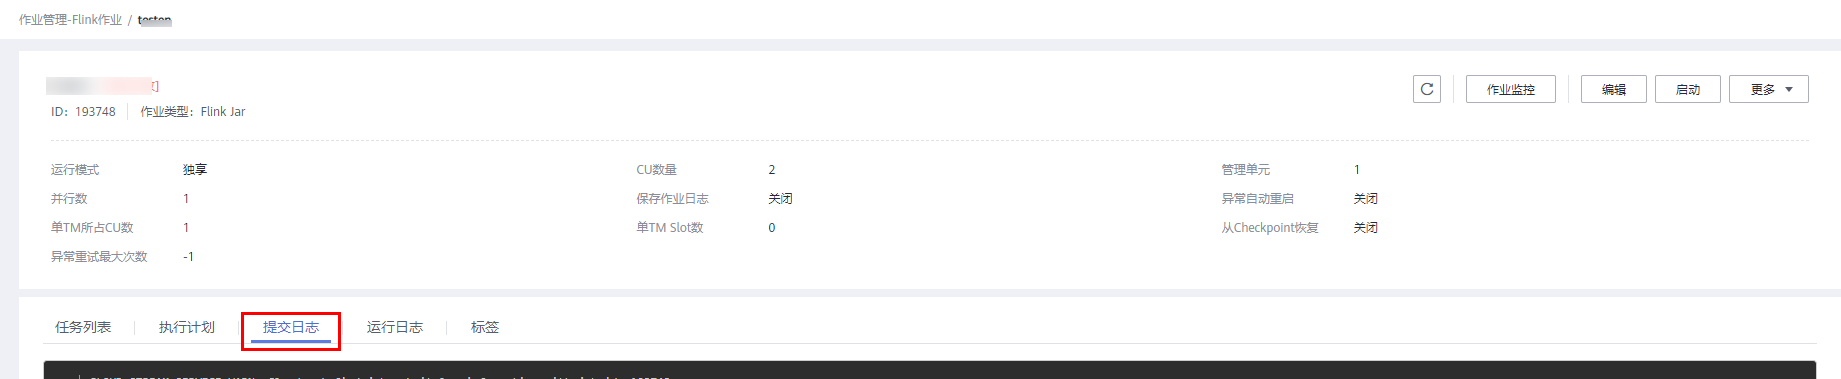 作业管理-Flink作业 / testen
ID: 193748 作业类型: Flink Jar
作业监控 编辑 启动 更多
运行模式 独享 CU数量 2 管理单元 1
并行数 1 保存作业日志 关闭 异常自动重启 关闭
单TM所占CU数 1 单TM Slot数 0 从Checkpoint恢复 关闭
异常重试最大次数 -1
任务列表 执行计划 提交日志 运行日志 标签